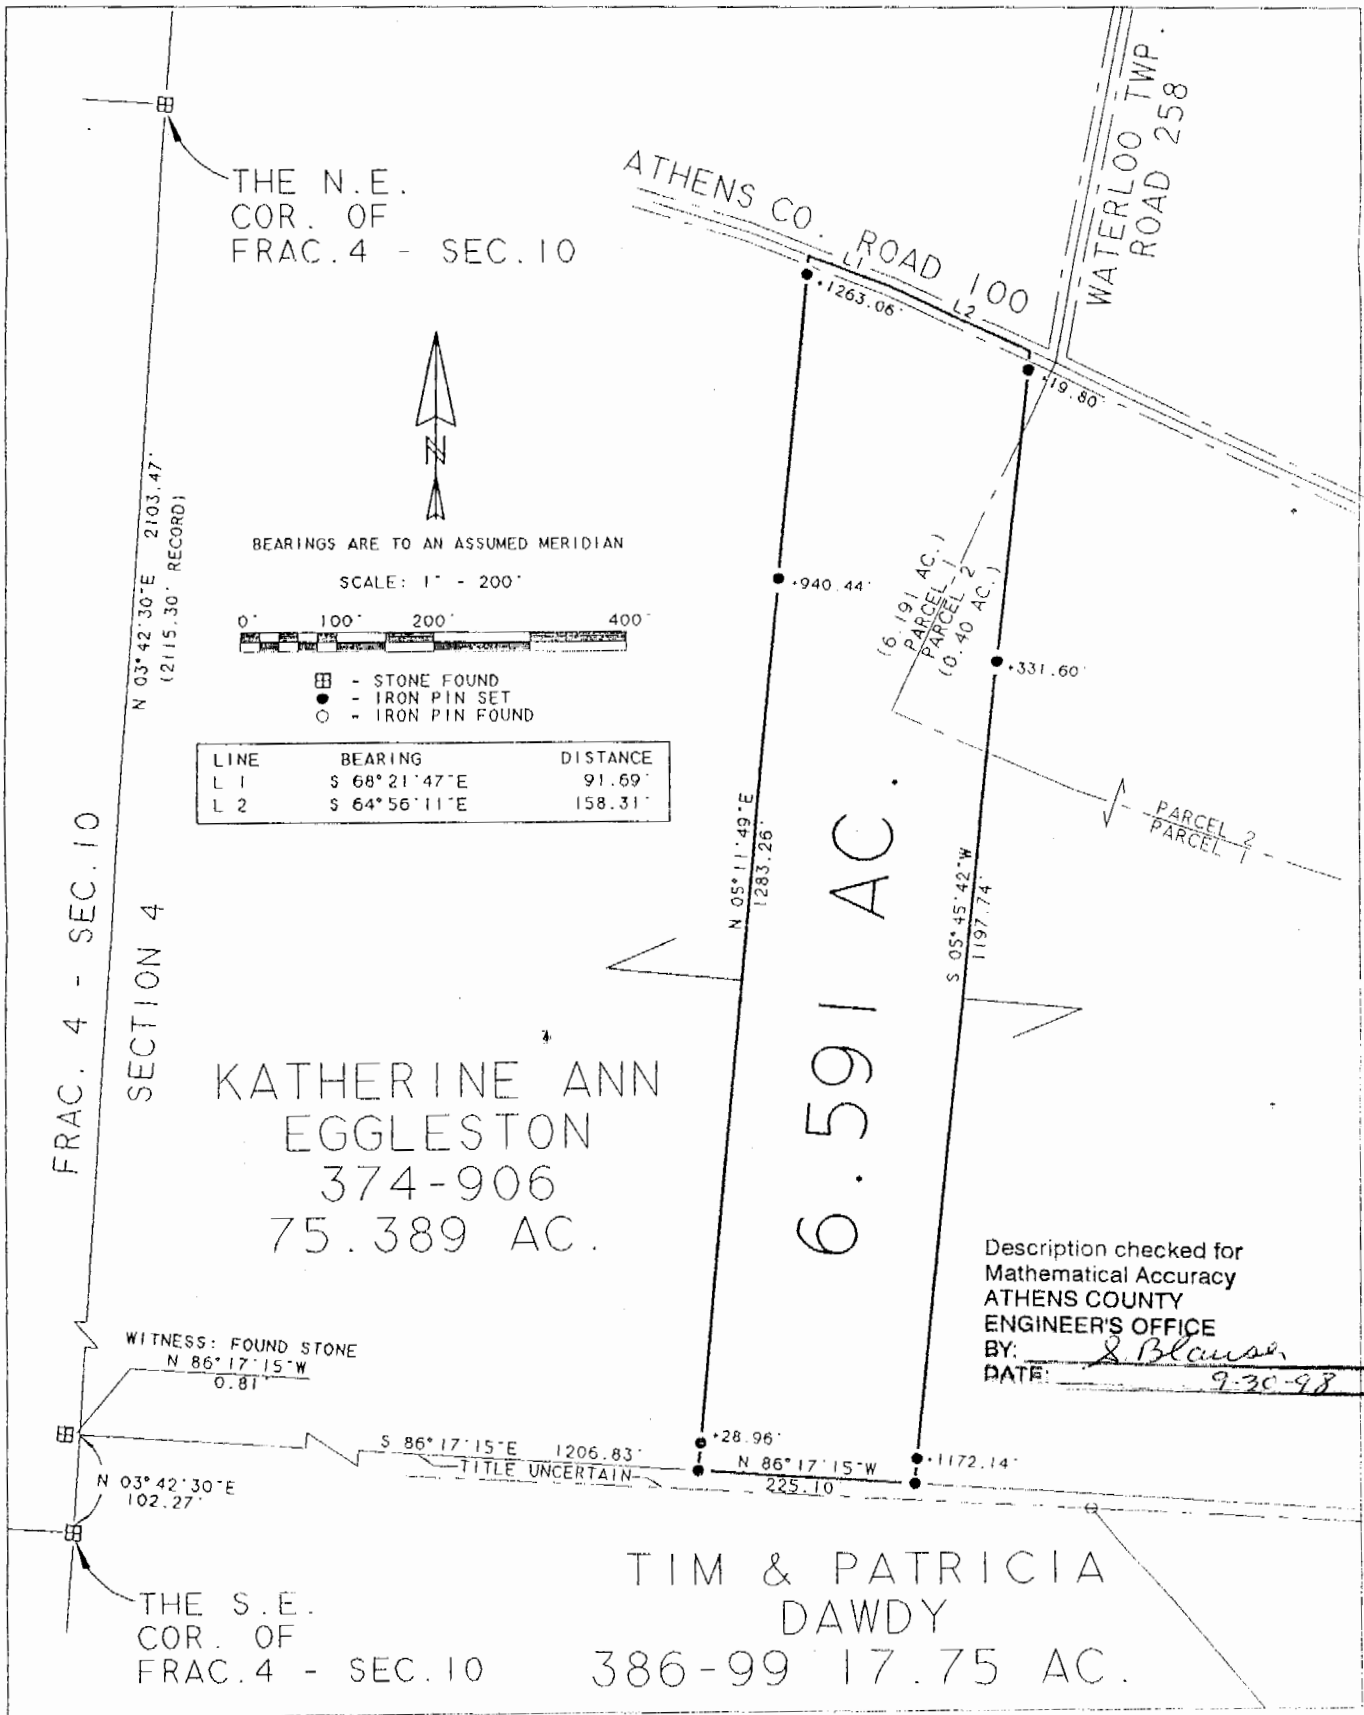 THE N.E.
COR. OF
FRAC.4 - SEC.10
ATHENS CO. ROAD 100
WATERLOO TWP.
ROAD 258
L1
L2
+1263.06'
+19.80'
N 03°42'30"E 2103.47'
(2115.30' RECORD)
N
BEARINGS ARE TO AN ASSUMED MERIDIAN
SCALE: 1" - 200'
0' 100' 200' 400'
- STONE FOUND
- IRON PIN SET
- IRON PIN FOUND
LINE BEARING DISTANCE
L 1 S 68°21'47"E 91.69'
L 2 S 64°56'11"E 158.31'
+940.44'
(6.191 AC.)
PARCEL 1
PARCEL 2
(0.40 AC.)
+331.60'
PARCEL 2
PARCEL 1
N 05°11'49"E
1283.26'
6.591 AC.
S 05°45'42"W
1197.74'
FRAC. 4 - SEC.10
SECTION 4
KATHERINE ANN
EGGLESTON
374-906
75.389 AC.
Description checked for
Mathematical Accuracy
ATHENS COUNTY
ENGINEER'S OFFICE
BY: S. Blauser
DATE: 9-30-98
WITNESS: FOUND STONE
N 86°17'15"W
0.81'
S 86°17'15"E 1206.83'
TITLE UNCERTAIN
+28.96'
N 86°17'15"W
225.10'
+1172.14'
N 03°42'30"E
102.27'
THE S.E.
COR. OF
FRAC.4 - SEC.10
TIM & PATRICIA
DAWDY
386-99 17.75 AC.